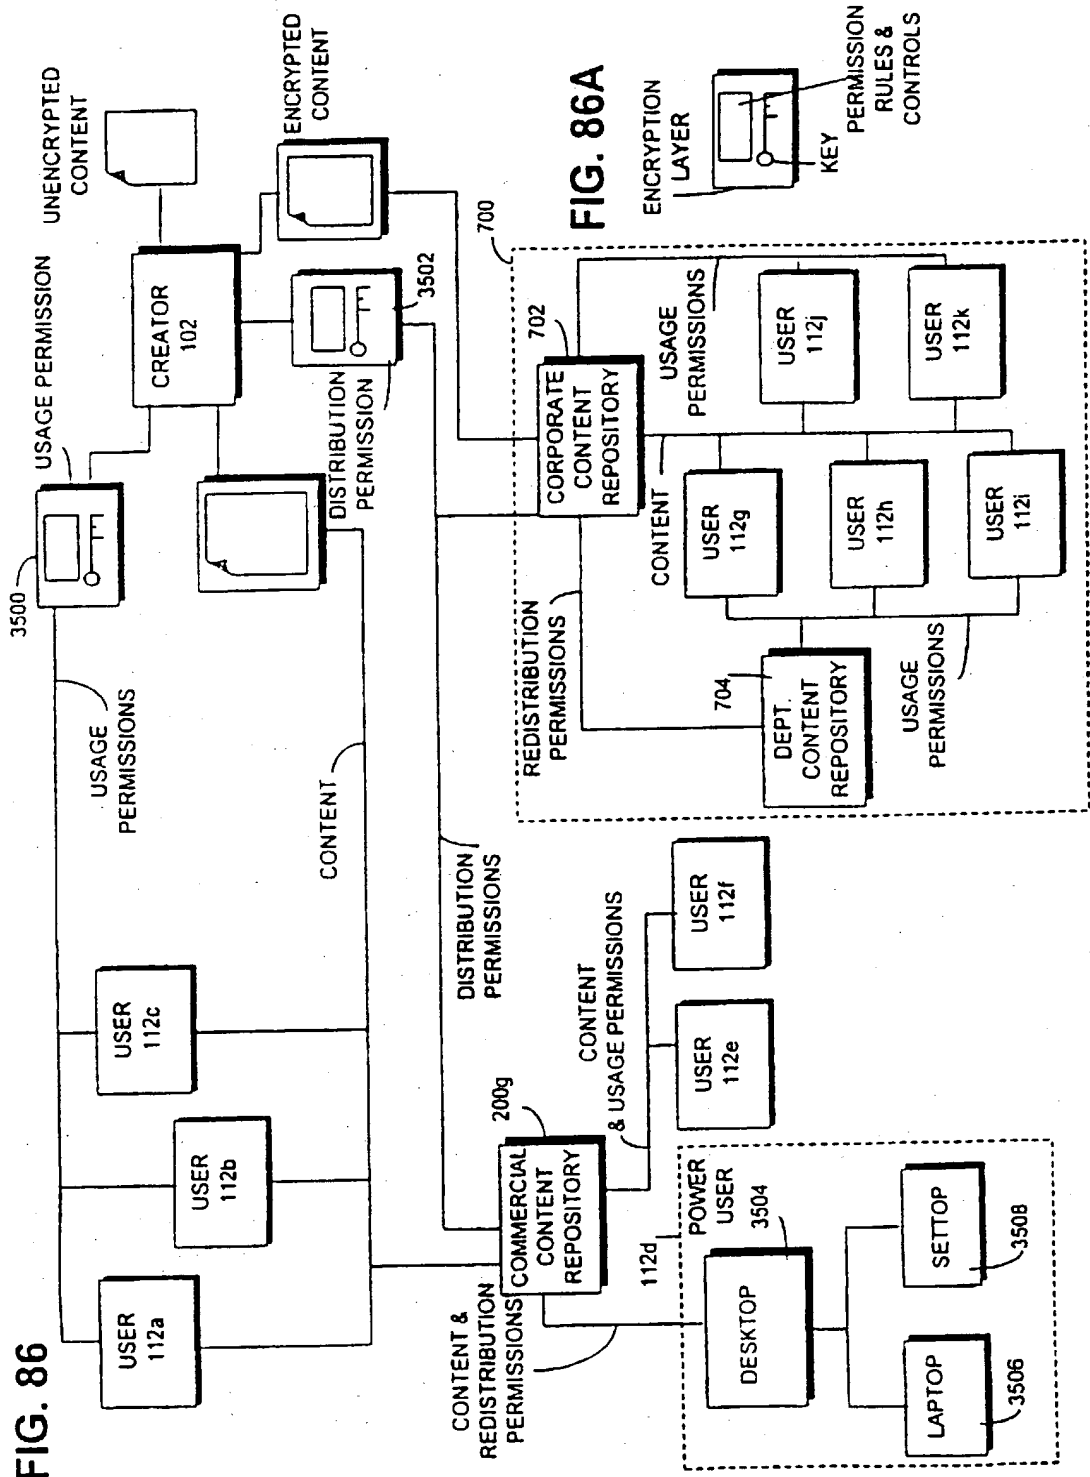 FIG. 86
3500
USAGE PERMISSION
UNENCRYPTED
CONTENT
CREATOR
102
ENCRYPTED
CONTENT
USAGE
PERMISSIONS
DISTRIBUTION
PERMISSION
3502
CONTENT
USER
112a
USER
112b
USER
112c
FIG. 86A
ENCRYPTION
LAYER
KEY
PERMISSION
RULES &
CONTROLS
DISTRIBUTION
PERMISSIONS
COMMERCIAL
CONTENT
REPOSITORY
200g
CONTENT &
REDISTRIBUTION
PERMISSIONS
CONTENT
& USAGE PERMISSIONS
USER
112e
USER
112f
112d
POWER
USER
3504
DESKTOP
LAPTOP
3506
SETTOP
3508
700
702
CORPORATE
CONTENT
REPOSITORY
REDISTRIBUTION
PERMISSIONS
CONTENT
USAGE
PERMISSIONS
704
DEPT.
CONTENT
REPOSITORY
USER
112g
USER
112h
USER
112i
USER
112j
USER
112k
USAGE
PERMISSIONS